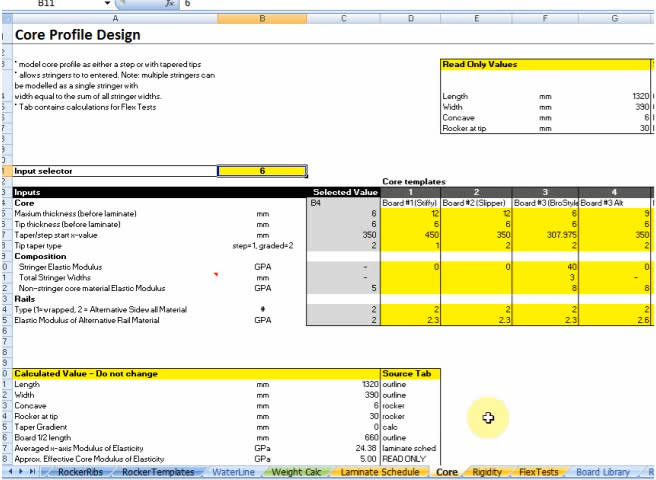 B11 fx 6
A B C D E F G
Core Profile Design
* model core profile as either a step or with tapered tips Read Only Values
* allows stringers to to entered. Note: multiple stringers can
be modelled as a single stringer with
width equal to the sum of all stringer widths. Length mm 1320
* Tab contains calculations for Flex Tests Width mm 390
Concave mm 6
Rocker at tip mm 30
Input selector 6
Core templates
Inputs Selected Value 1 2 3 4
Core B4 Board #1 (Stiffy) Board #2 (Slipper) Board #3 (BroStyle Board #3 Alt
Maxium thickness (before laminate) mm 6 12 12 6 9
Tip thickness (before laminate) mm 6 6 6 6 6
Taper/step start x-value mm 350 450 350 307.975 350
Tip taper type step=1, graded=2 2 1 2 2 2
Composition
Stringer Elastic Modulus GPA - 0 0 40 0
Total Stringer Widths mm - 3 -
Non-stringer core material Elastic Modulus GPA 5 8 8
Rails
Type (1=wrapped, 2 = Alternative Sidewall Material # 2 2 2 2 2
Elastic Modulus of Alternative Rail Material GPA 2 2.3 2.3 2.3 2.6
Calculated Value - Do not change Source Tab
Length mm 1320 outline
Width mm 390 outline
Concave mm 6 rocker
Rocker at tip mm 30 rocker
Taper Gradient mm 0 calc
Board 1/2 length mm 660 outline
Averaged x-axis Modulus of Elasticity GPa 24.38 laminate sched
Approx. Effective Core Modulus of Elasticity GPa 5.00 READ ONLY
RockerRibs RockerTemplates WaterLine Weight Calc Laminate Schedule Core Rigidity FlexTests Board Library R